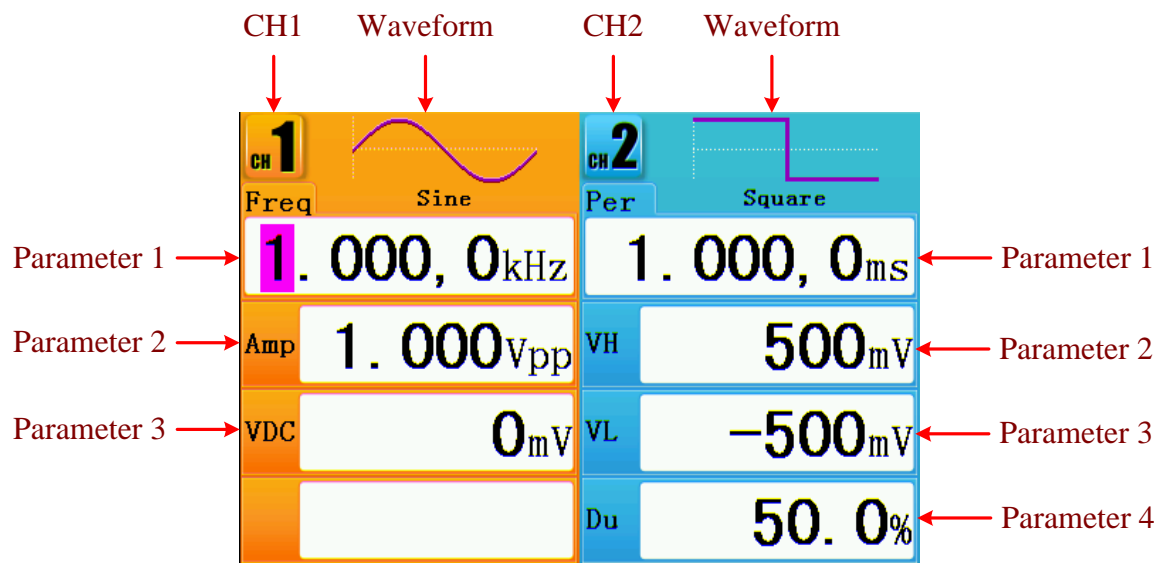 CH1 Waveform CH2 Waveform
CH 1 CH 2
Sine Square
Freq Per
Parameter 1 1. 000, 0kHz 1. 000, 0ms Parameter 1
Parameter 2 Amp 1. 000Vpp VH 500mV Parameter 2
Parameter 3 VDC 0mV VL -500mV Parameter 3
Du 50. 0% Parameter 4